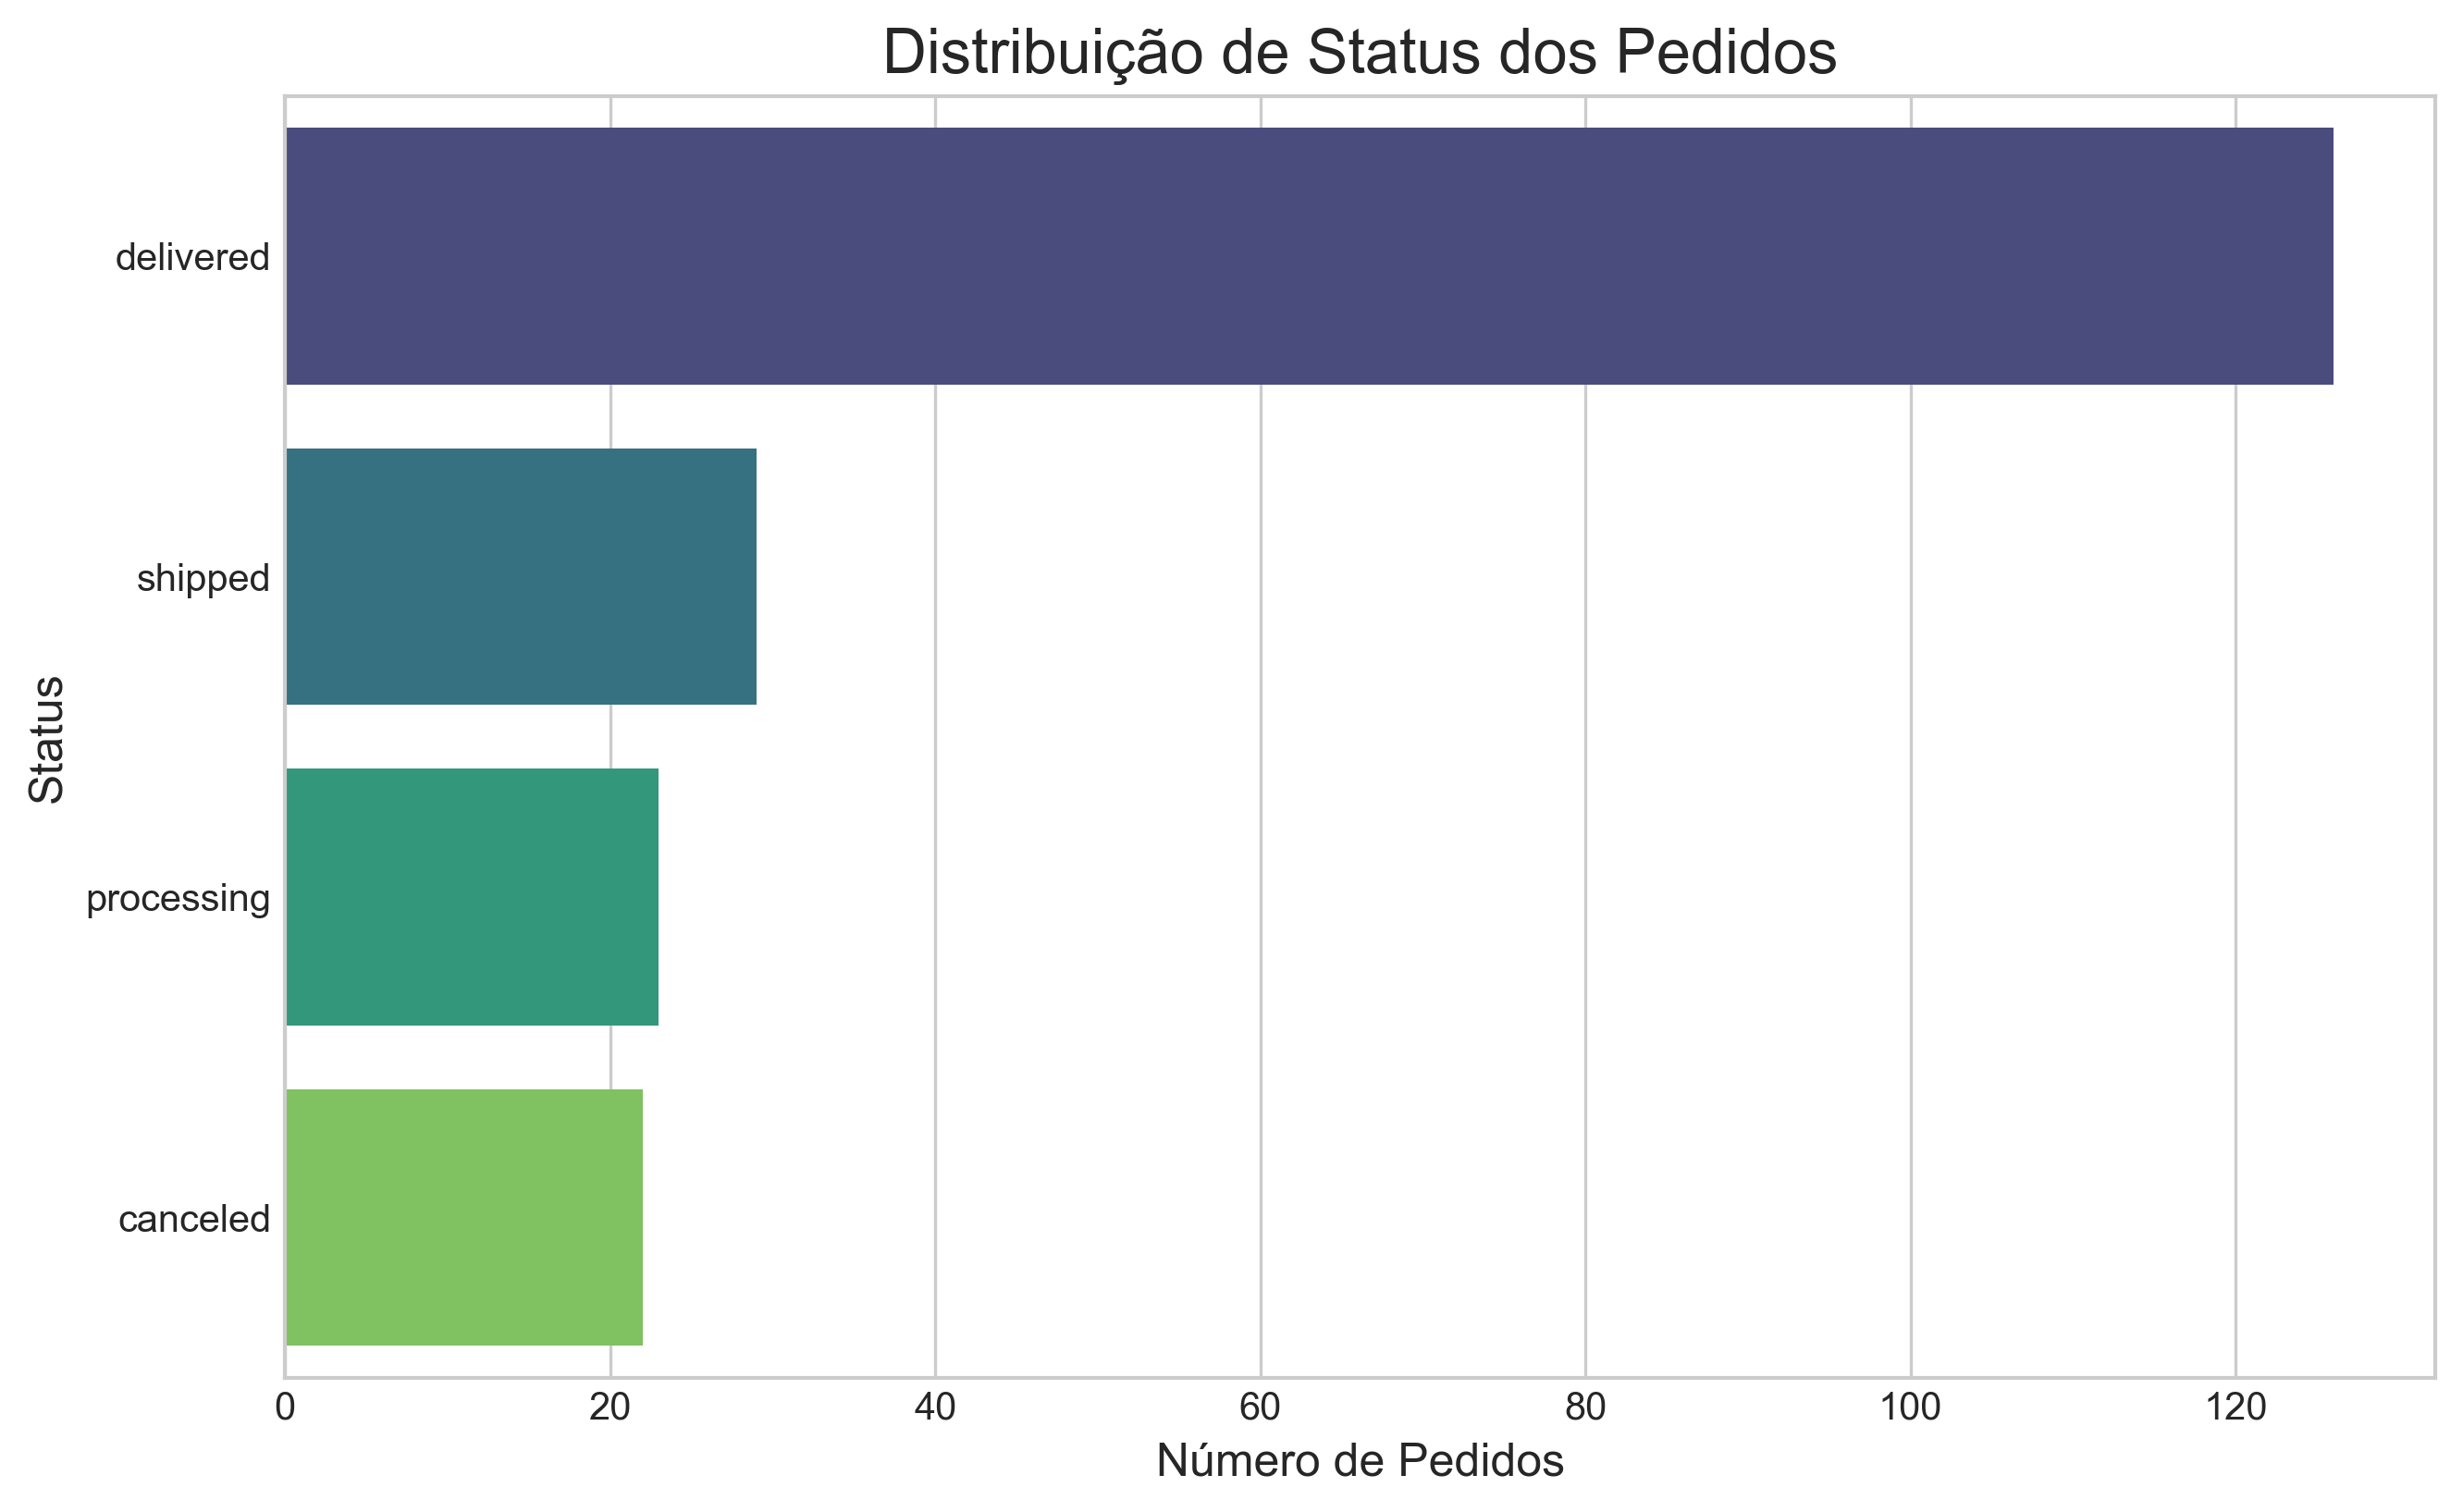 Distribuição de Status dos Pedidos
delivered
shipped
processing
canceled
Status
0 20 40 60 80 100 120
Número de Pedidos